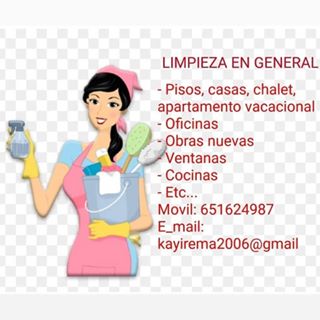 LIMPIEZA EN GENERAL
- Pisos, casas, chalet,
apartamento vacacional
- Oficinas
- Obras nuevas
- Ventanas
- Cocinas
- Etc...
Movil: 651624987
E_mail:
kayirema2006@gmail